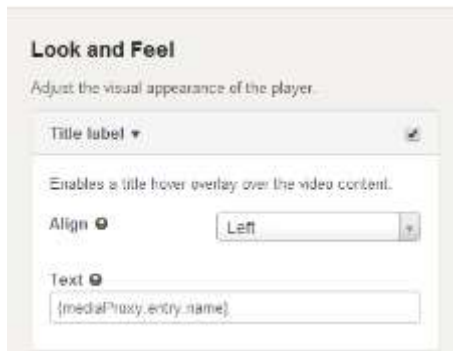 Look and Feel
Adjust the visual appearance of the player.
Title label
Enables a title hover overlay over the video content.
Align
Left
Text
{mediaProxy.entry.name}